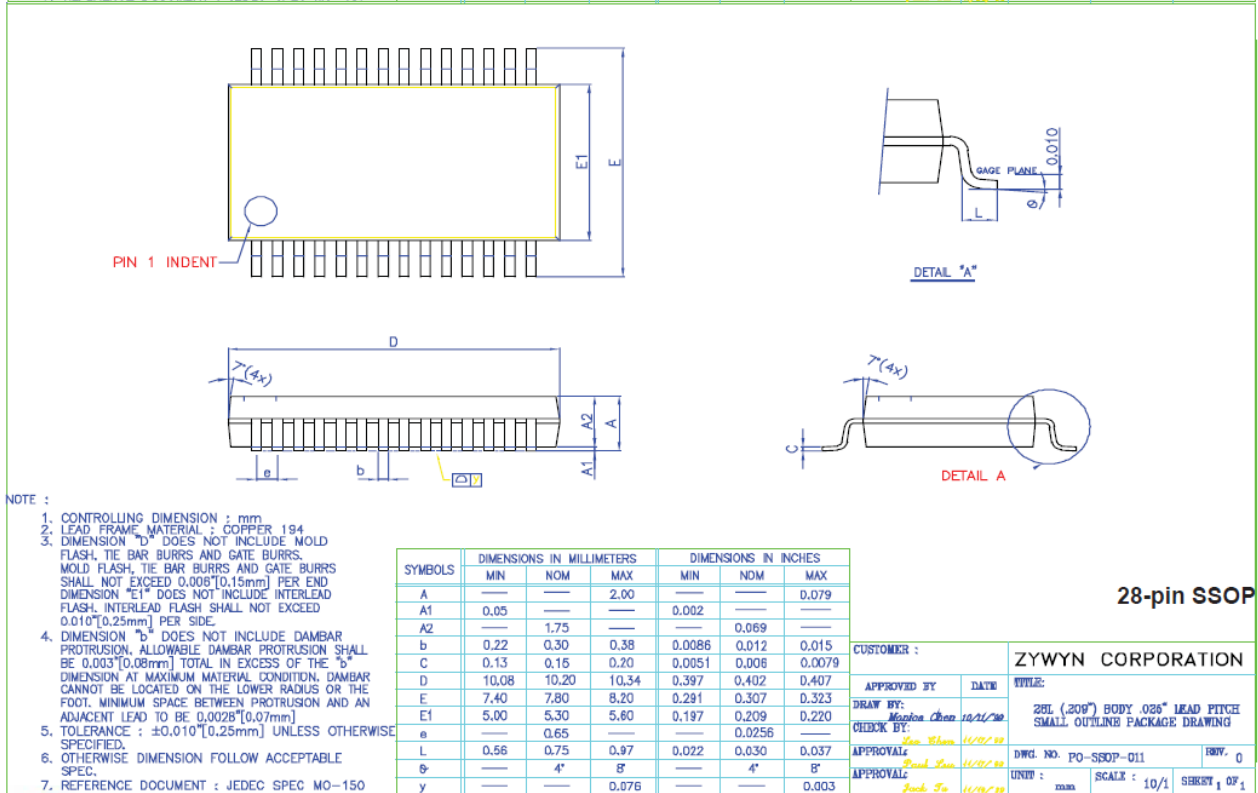 E1
E
PIN 1 INDENT
0.010
GAGE PLANE
L
DETAIL "A"
D
7°(4x)
A2
A
A1
e
b
y
7°(4x)
C
DETAIL A
NOTE :
1. CONTROLLING DIMENSION : mm
2. LEAD FRAME MATERIAL : COPPER 194
3. DIMENSION "D" DOES NOT INCLUDE MOLD
FLASH, TIE BAR BURRS AND GATE BURRS.
MOLD FLASH, TIE BAR BURRS AND GATE BURRS
SHALL NOT EXCEED 0.006"[0.15mm] PER END
DIMENSION "E1" DOES NOT INCLUDE INTERLEAD
FLASH. INTERLEAD FLASH SHALL NOT EXCEED
0.010"[0.25mm] PER SIDE.
4. DIMENSION "b" DOES NOT INCLUDE DAMBAR
PROTRUSION. ALLOWABLE DAMBAR PROTRUSION SHALL
BE 0.003"[0.08mm] TOTAL IN EXCESS OF THE "b"
DIMENSION AT MAXIMUM MATERIAL CONDITION. DAMBAR
CANNOT BE LOCATED ON THE LOWER RADIUS OR THE
FOOT. MINIMUM SPACE BETWEEN PROTRUSION AND AN
ADJACENT LEAD TO BE 0.0028"[0.07mm]
5. TOLERANCE : ±0.010"[0.25mm] UNLESS OTHERWISE
SPECIFIED.
6. OTHERWISE DIMENSION FOLLOW ACCEPTABLE
SPEC.
7. REFERENCE DOCUMENT : JEDEC SPEC MO-150
SYMBOLS DIMENSIONS IN MILLIMETERS DIMENSIONS IN INCHES
MIN NOM MAX MIN NOM MAX
A — — 2.00 — — 0.079
A1 0.05 — — 0.002 — —
A2 — 1.75 — — 0.069 —
b 0.22 0.30 0.38 0.0086 0.012 0.015
C 0.13 0.15 0.20 0.0051 0.006 0.0079
D 10.08 10.20 10.34 0.397 0.402 0.407
E 7.40 7.80 8.20 0.291 0.307 0.323
E1 5.00 5.30 5.60 0.197 0.209 0.220
e — 0.65 — — 0.0256 —
L 0.56 0.75 0.97 0.022 0.030 0.037
θ — 4° 8° — 4° 8°
y — — 0.076 — — 0.003
28-pin SSOP
CUSTOMER :
ZYWYN CORPORATION
APPROVED BY DATE
TITLE:
28L (.209") BODY .026" LEAD PITCH
SMALL OUTLINE PACKAGE DRAWING
DRAW BY:
Monica Chen
CHECK BY:
APPROVAL:
APPROVAL:
DWG. NO. PO-SSOP-011 REV. 0
UNIT : mm SCALE : 10/1 SHEET 1 OF 1